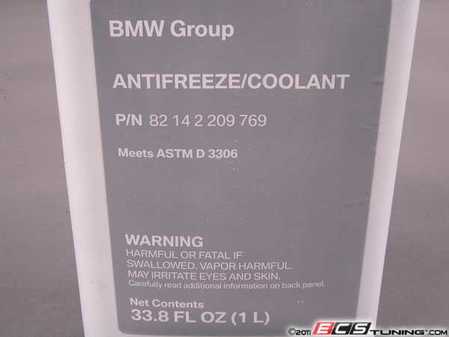 BMW Group
ANTIFREEZE/COOLANT
P/N 82 14 2 209 769
Meets ASTM D 3306
WARNING
HARMFUL OR FATAL IF
SWALLOWED. VAPOR HARMFUL.
MAY IRRITATE EYES AND SKIN.
Carefully read additional information on back panel.
Net Contents
33.8 FL OZ (1 L)
©2011 ECS TUNING.com